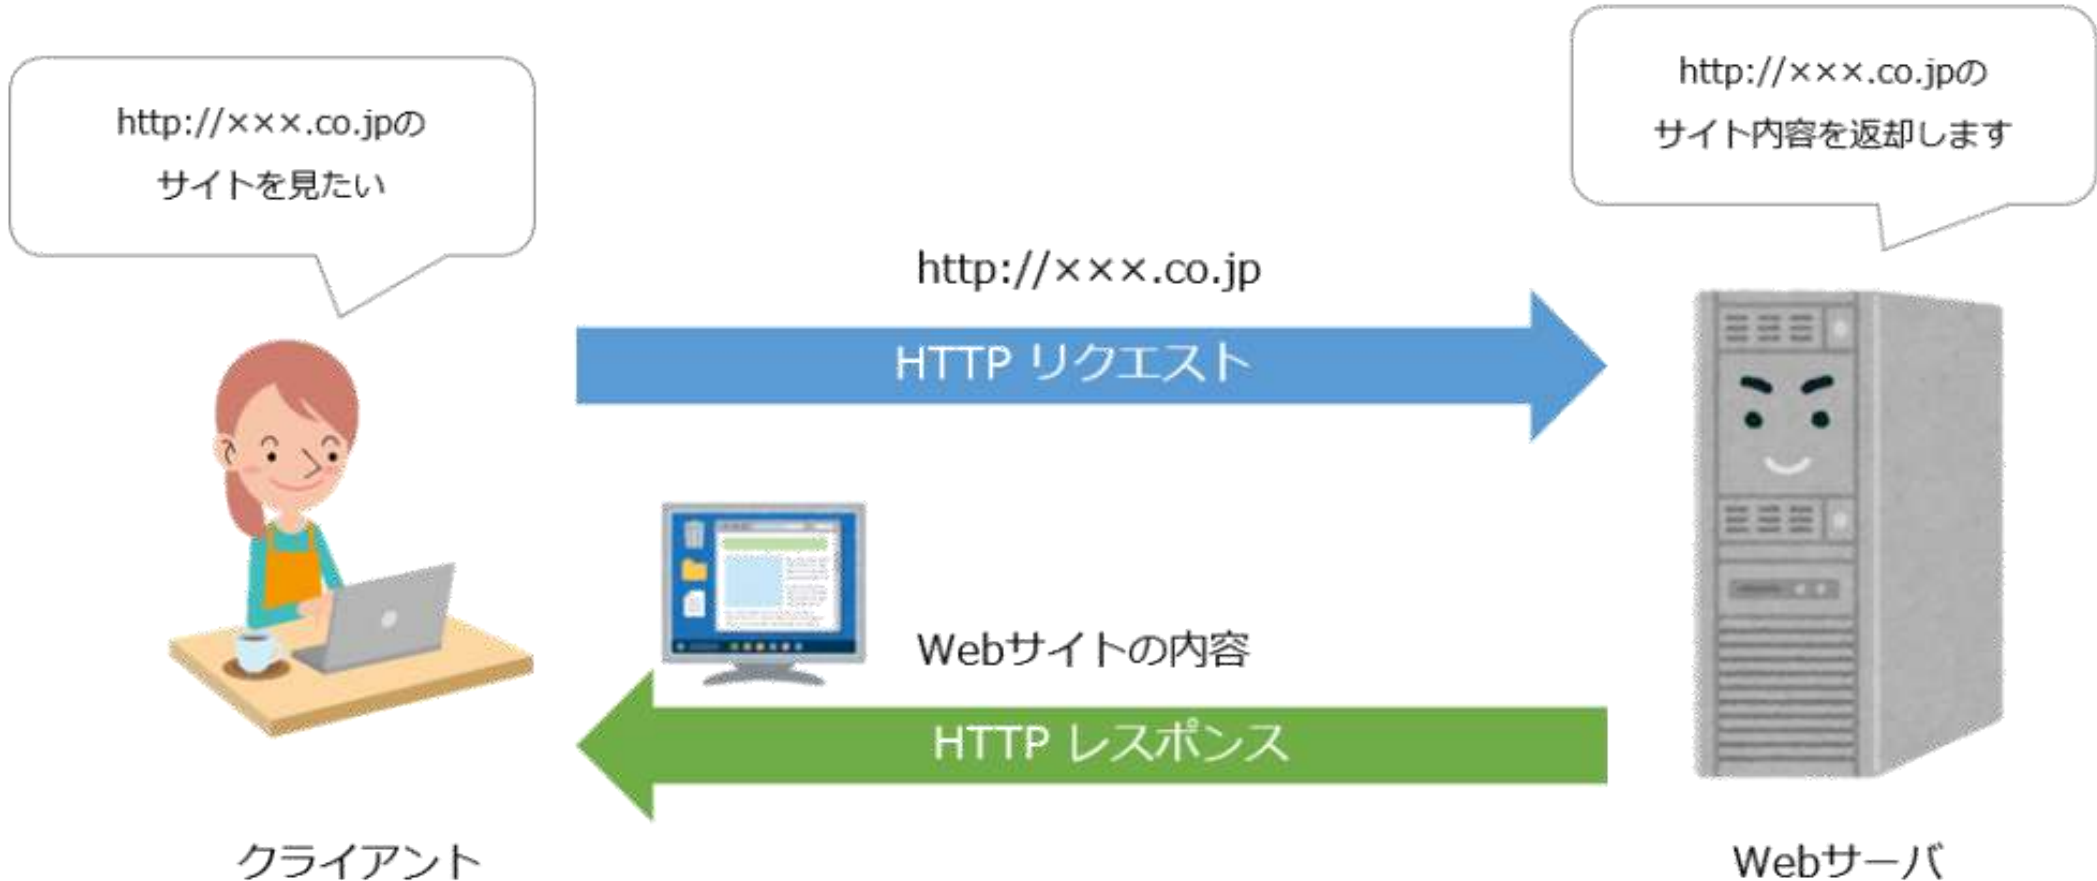 http://×××.co.jpの
サイトを見たい
http://×××.co.jpの
サイト内容を返却します
http://×××.co.jp
HTTP リクエスト
Webサイトの内容
HTTP レスポンス
クライアント
Webサーバ